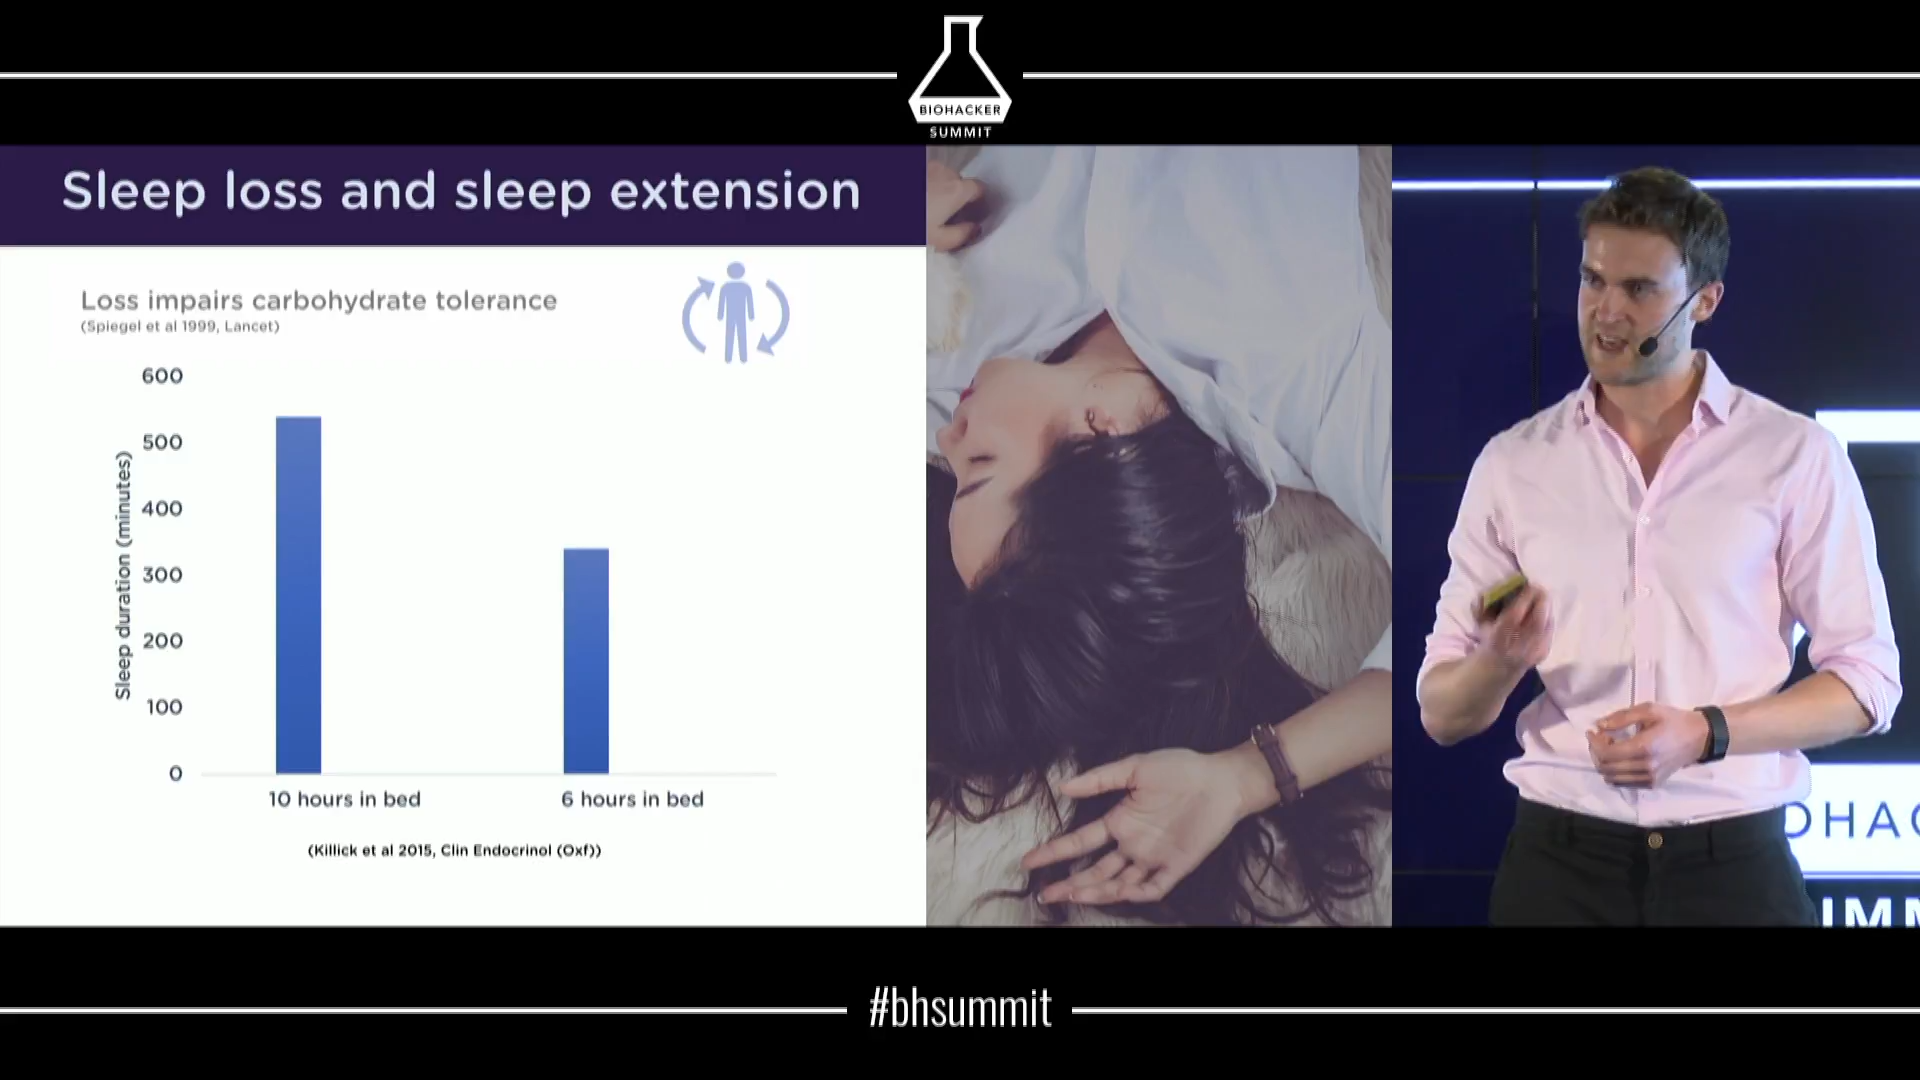 BIOHACKER
SUMMIT
Sleep loss and sleep extension
Loss impairs carbohydrate tolerance
(Spiegel et al 1999, Lancet)
600
500
400
300
200
100
0
Sleep duration (minutes)
10 hours in bed
6 hours in bed
(Killick et al 2015, Clin Endocrinol (Oxf))
OHAC
IMM
#bhsummit